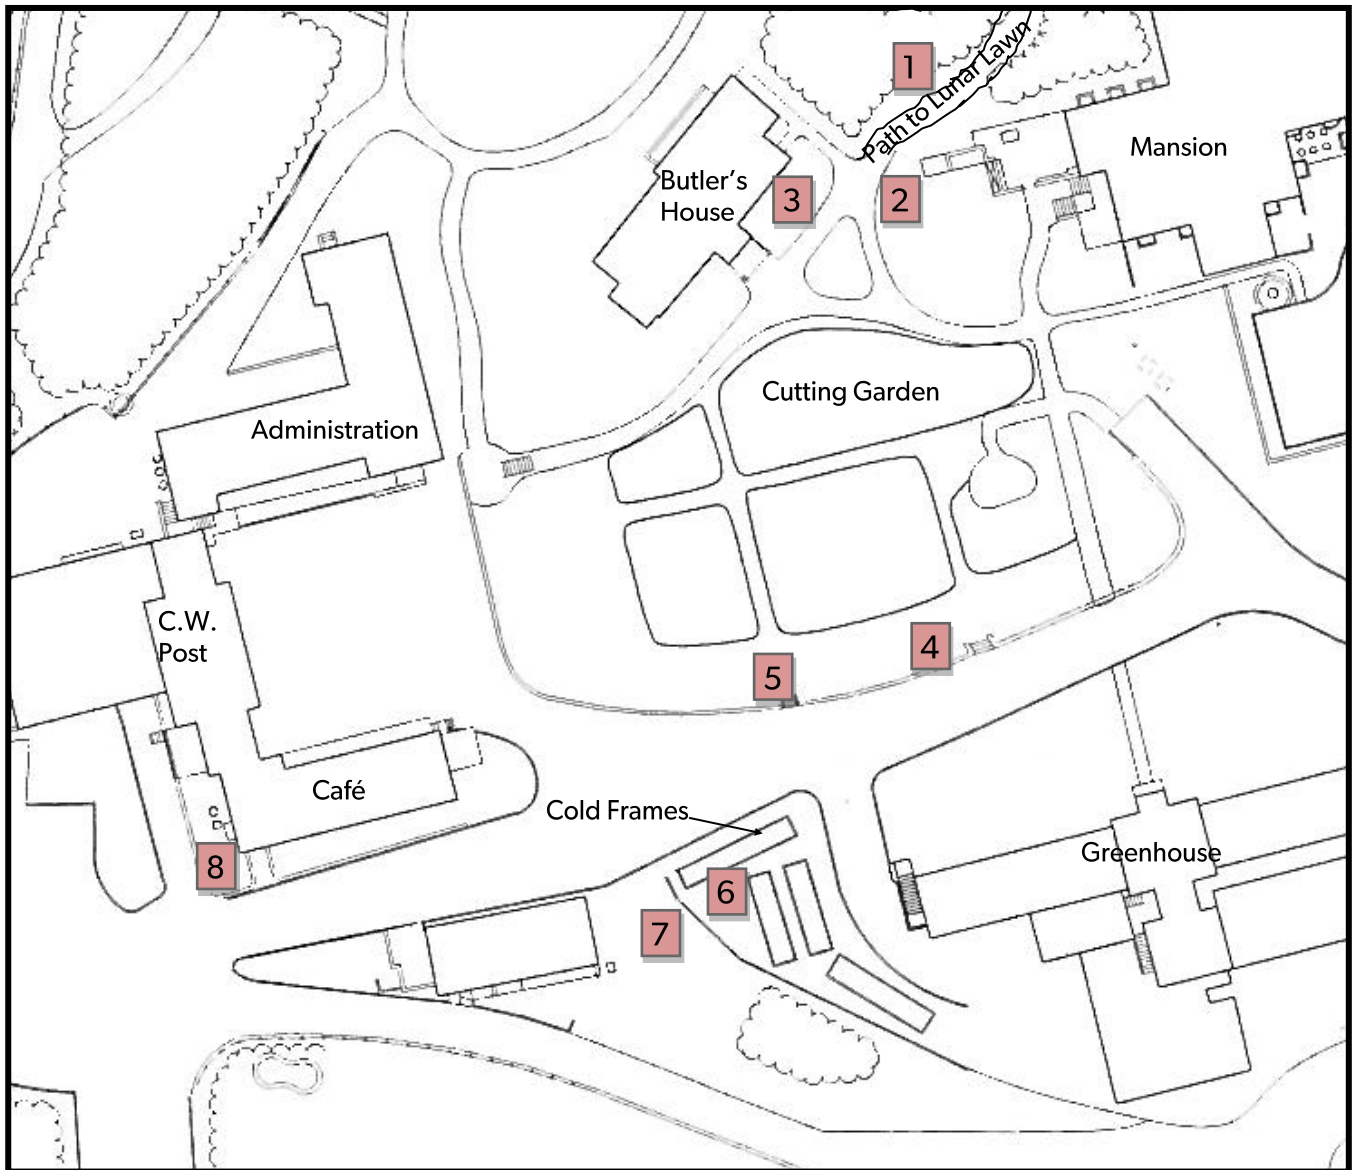 1
Path to Lunar Lawn
Mansion
Butler's
House
3
2
Cutting Garden
Administration
C.W.
Post
4
5
Café
Cold Frames
Greenhouse
8
6
7